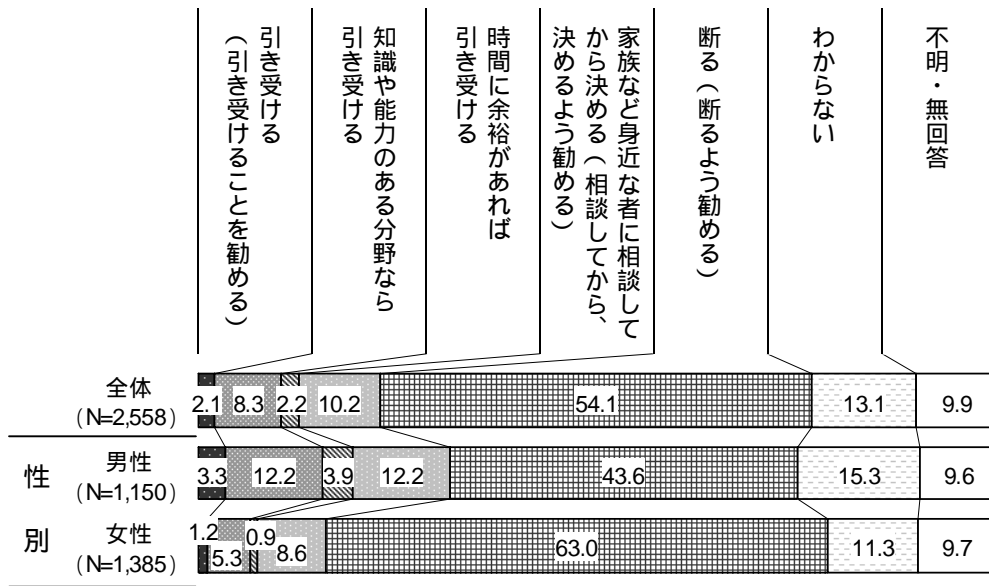 引き受ける
(引き受けることを勧める)
知識や能力のある分野なら
引き受ける
時間に余裕があれば
引き受ける
家族など身近な者に相談して
から決める(相談してから、
決めるよう勧める)
断る(断るよう勧める)
わからない
不明・無回答
全体
(N=2,558)
2.1 8.3 2.2 10.2 54.1 13.1 9.9
性別
男性
(N=1,150)
3.3 12.2 3.9 12.2 43.6 15.3 9.6
女性
(N=1,385)
1.2 5.3 0.9 8.6 63.0 11.3 9.7